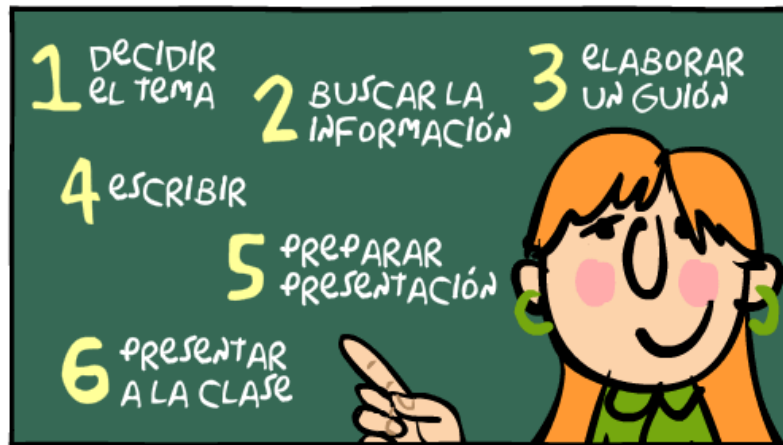 1 DECIDIR
EL TEMA
2 BUSCAR LA
INFORMACIÓN
3 ELABORAR
UN GUIÓN
4 ESCRIBIR
5 PREPARAR
PRESENTACIÓN
6 PRESENTAR
A LA CLASE